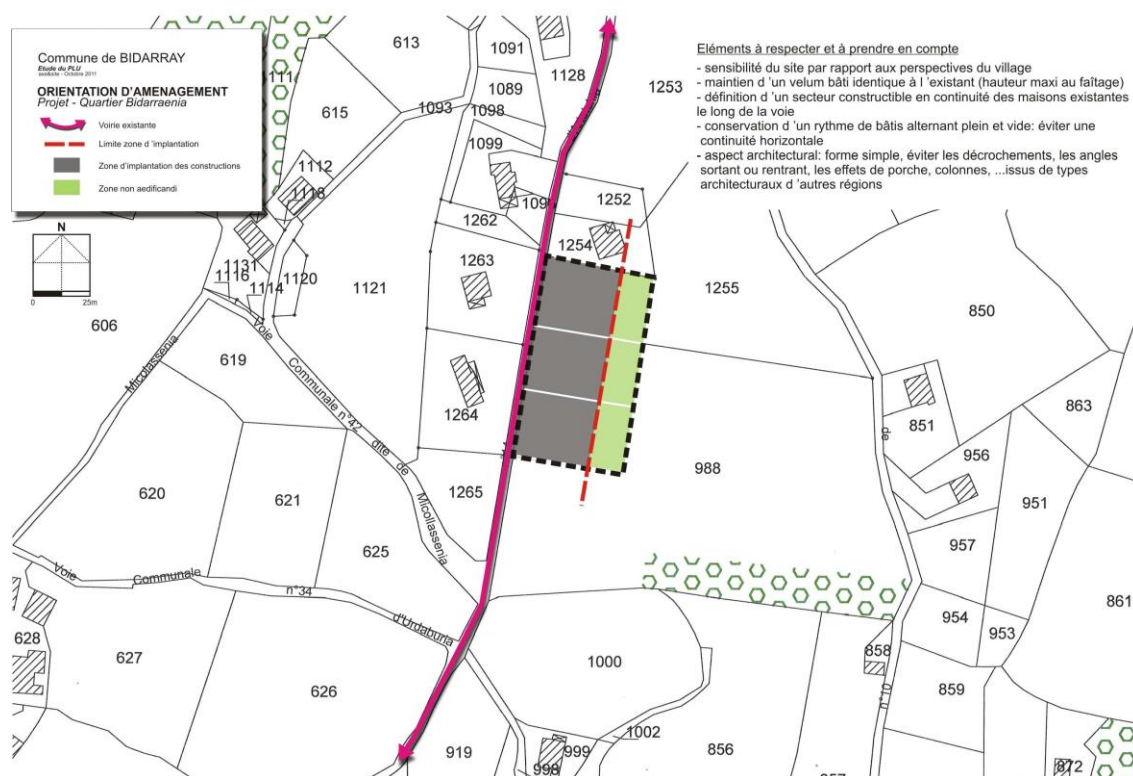 Commune de BIDARRAY
Etude du PLU
ORIENTATION D'AMENAGEMENT
Projet - Quartier Bidarraenia
Voirie existante
Limite zone d 'implantation
Zone d'implantation des constructions
Zone non aedificandi
N
0 25m
Eléments à respecter et à prendre en compte
- sensibilité du site par rapport aux perspectives du village
- maintien d 'un velum bâti identique à l 'existant (hauteur maxi au faîtage)
- définition d 'un secteur constructible en continuité des maisons existantes
le long de la voie
- conservation d 'un rythme de bâtis alternant plein et vide: éviter une
continuité horizontale
- aspect architectural: forme simple, éviter les décrochements, les angles
sortant ou rentrant, les effets de porche, colonnes, ...issus de types
architecturaux d 'autres régions
613
1091
1128
1253
1089
615
1093
1098
1099
1112
1118
1252
1262
1254
1131
1116
1114
1120
1263
1121
1255
850
606
Micolassenia
619
Voie
Communale n°42 dite de Micollassenia
1264
851
863
de
956
988
951
620
621
1265
625
957
Voie Communale n°34 d'Urdaburia
861
954
953
628
627
626
1000
858
859
n°10
919
999
998
1002
856
857
872